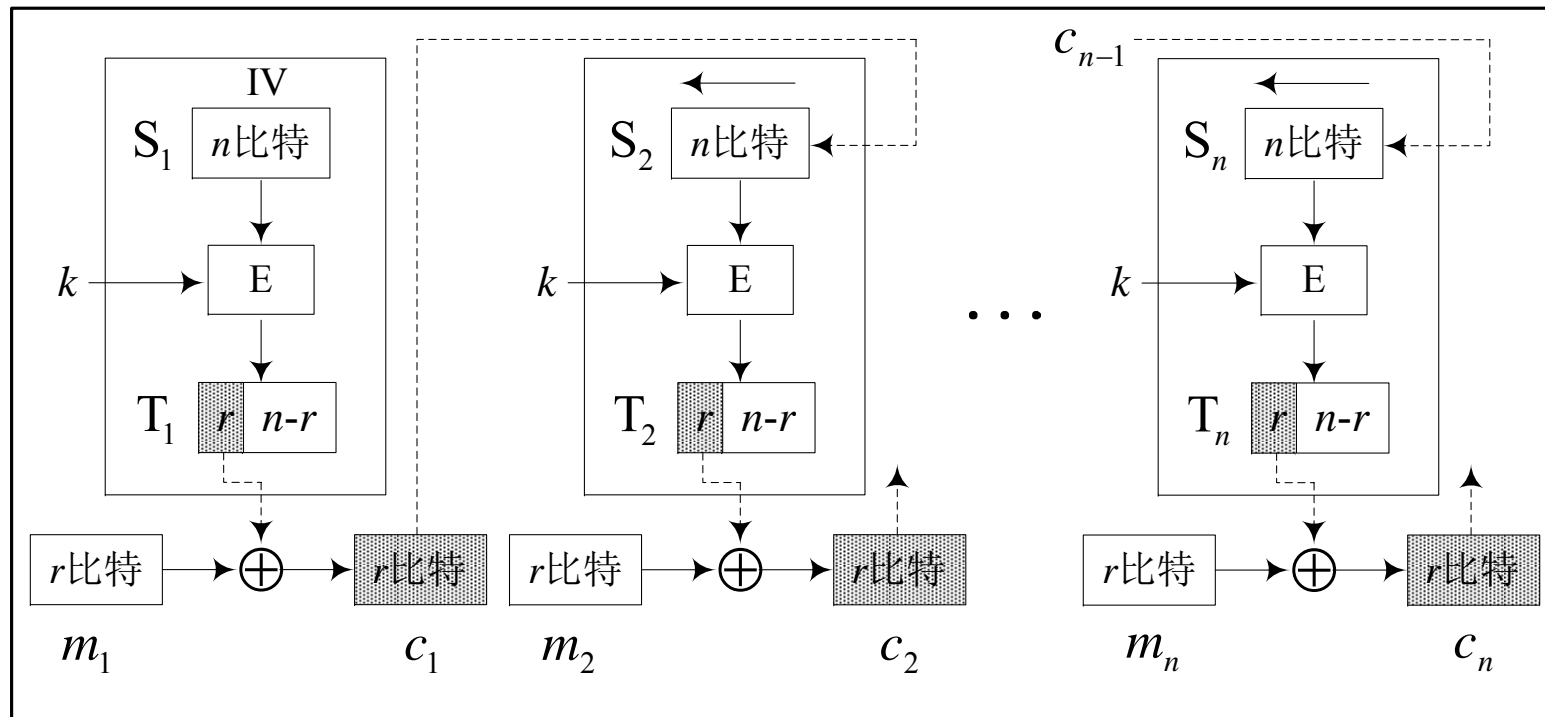 IV
c_{n-1}
S_1
n比特
S_2
n比特
S_n
n比特
k
E
k
E
...
k
E
T_1
r
n-r
T_2
r
n-r
T_n
r
n-r
r比特
r比特
r比特
r比特
r比特
r比特
m_1
c_1
m_2
c_2
m_n
c_n